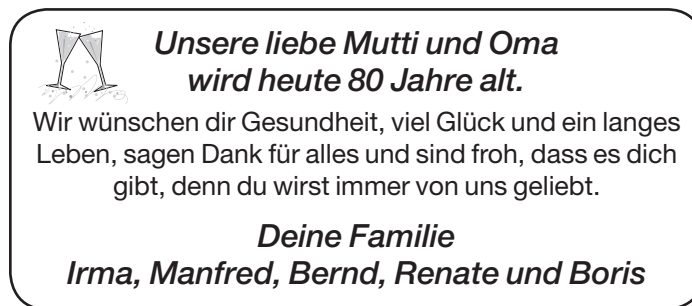 Unsere liebe Mutti und Oma
wird heute 80 Jahre alt.
Wir wünschen dir Gesundheit, viel Glück und ein langes
Leben, sagen Dank für alles und sind froh, dass es dich
gibt, denn du wirst immer von uns geliebt.
Deine Familie
Irma, Manfred, Bernd, Renate und Boris